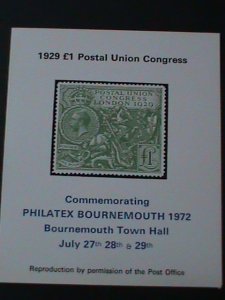 1929 £1 Postal Union Congress
POSTAL UNION
CONGRESS
LONDON 1929
£1
Commemorating
PHILATEX BOURNEMOUTH 1972
Bournemouth Town Hall
July 27th 28th & 29th
Reproduction by permission of the Post Office